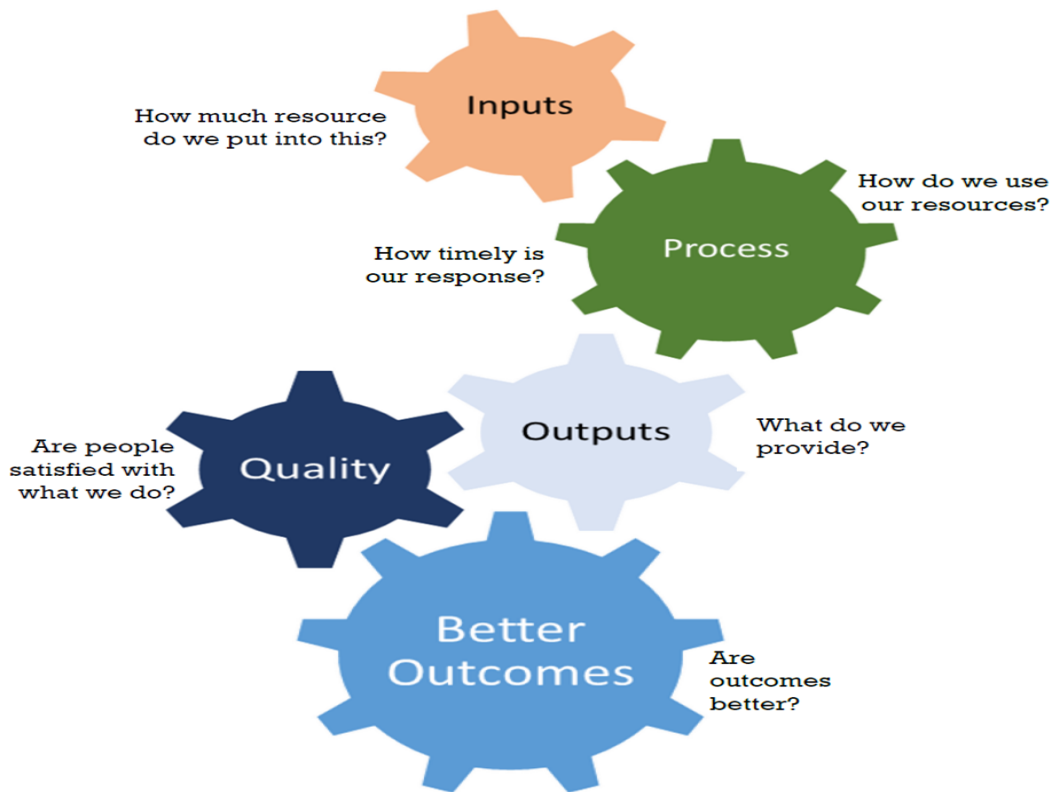 Inputs
How much resource
do we put into this?
How do we use
our resources?
Process
How timely is
our response?
Outputs
What do we
provide?
Quality
Are people
satisfied with
what we do?
Better
Outcomes
Are
outcomes
better?